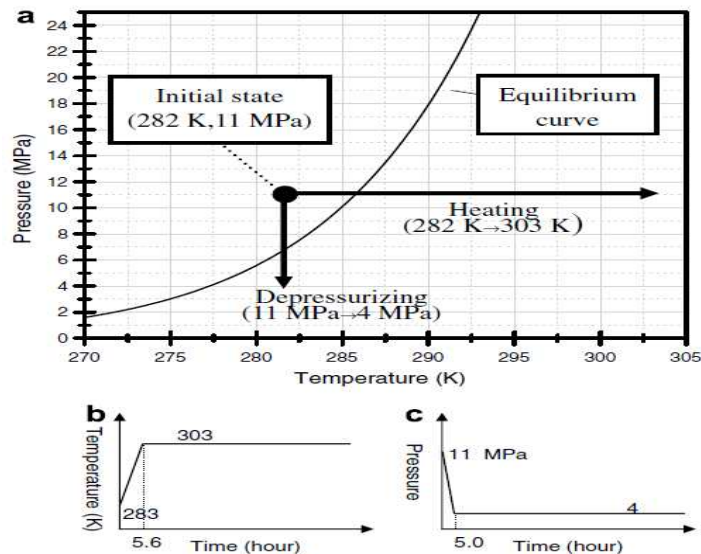 a
24
22
20
18
16
14
12
10
8
6
4
2
0
Pressure (MPa)
Initial state
(282 K,11 MPa)
Equilibrium
curve
Heating
(282 K→303 K)
Depressurizing
(11 MPa→4 MPa)
270 275 280 285 290 295 300 305
Temperature (K)
b
Temperature (K)
303
283
5.6 Time (hour)
c
Pressure
11 MPa
4
5.0 Time (hour)